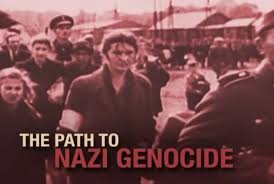 THE PATH TO
NAZI GENOCIDE